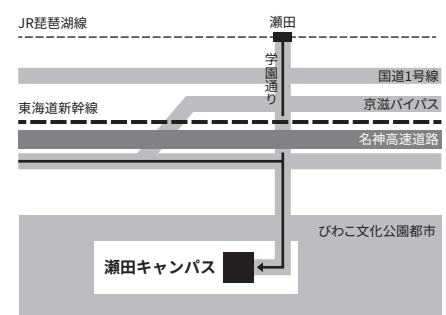 JR琵琶湖線
瀬田
学園通り
国道1号線
京滋バイパス
東海道新幹線
名神高速道路
びわこ文化公園都市
瀬田キャンパス